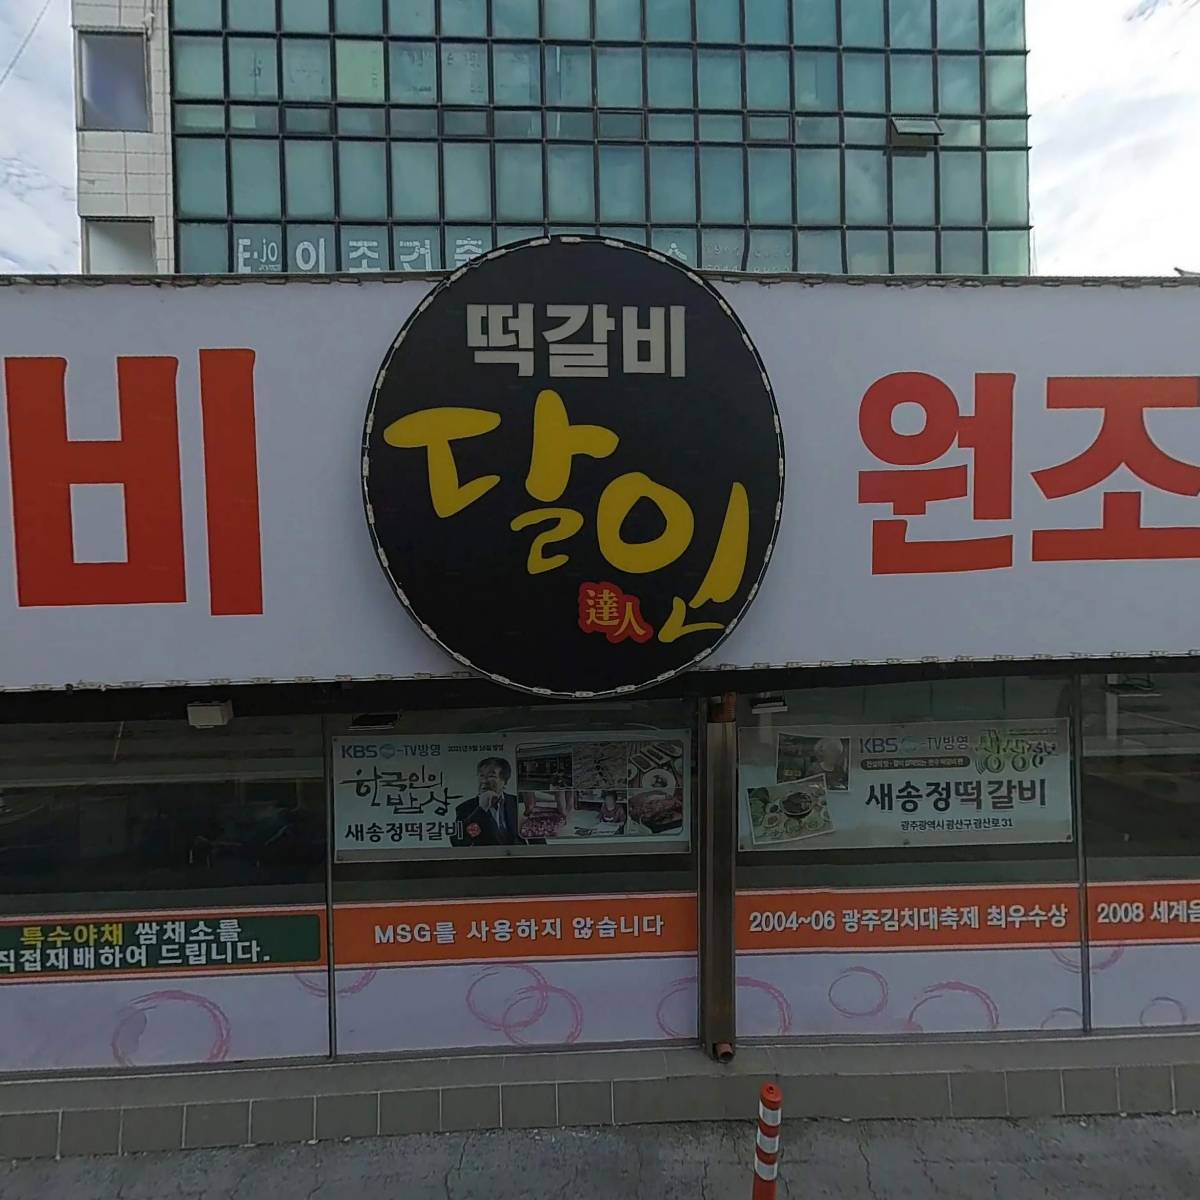 떡갈비
달인
達人
비
원조
KBS -TV방영
한국인의
밥상
새송정떡갈비
KBS -TV방영
새송정떡갈비
광주광역시 광산구 광산로 31
특수야채 쌈채소를
직접재배하여 드립니다.
MSG를 사용하지 않습니다
2004~06 광주김치대축제 최우수상
2008 세계